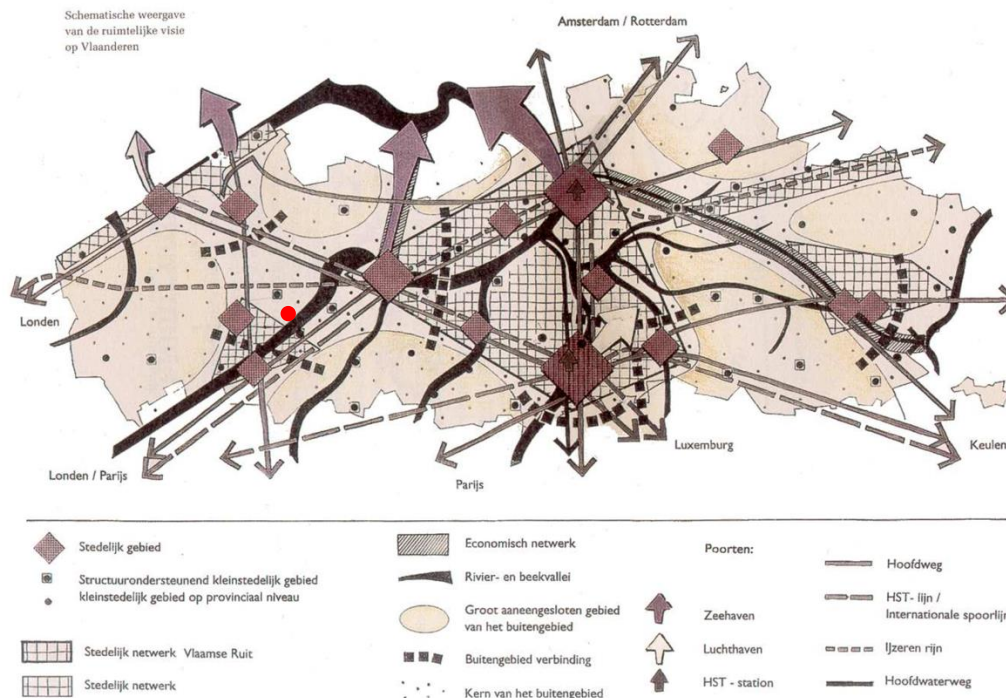 Schematische weergave
van de ruimtelijke visie
op Vlaanderen
Amsterdam / Rotterdam
Londen
Londen / Parijs
Parijs
Luxemburg
Keulen
Stedelijk gebied
Structuurondersteunend kleinstedelijk gebied
kleinstedelijk gebied op provinciaal niveau
Stedelijk netwerk Vlaamse Ruit
Stedelijk netwerk
Economisch netwerk
Rivier- en beekvallei
Groot aaneengesloten gebied
van het buitengebied
Buitengebied verbinding
Kern van het buitengebied
Poorten:
Zeehaven
Luchthaven
HST - station
Hoofdweg
HST- lijn /
Internationale spoorlijn
IJzeren rijn
Hoofdwaterweg